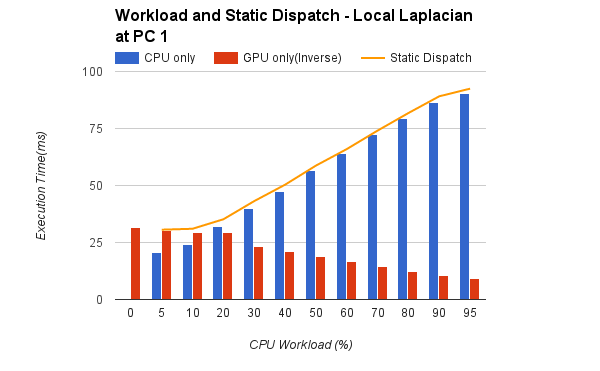 Workload and Static Dispatch - Local Laplacian
at PC 1
CPU only GPU only(Inverse) Static Dispatch
100
75
50
25
0
Execution Time(ms)
0 5 10 20 30 40 50 60 70 80 90 95
CPU Workload (%)